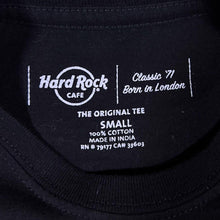 Hard Rock
CAFE
Classic '71
Born in London
THE ORIGINAL TEE
SMALL
100% COTTON
MADE IN INDIA
RN # 79177 CA# 39603